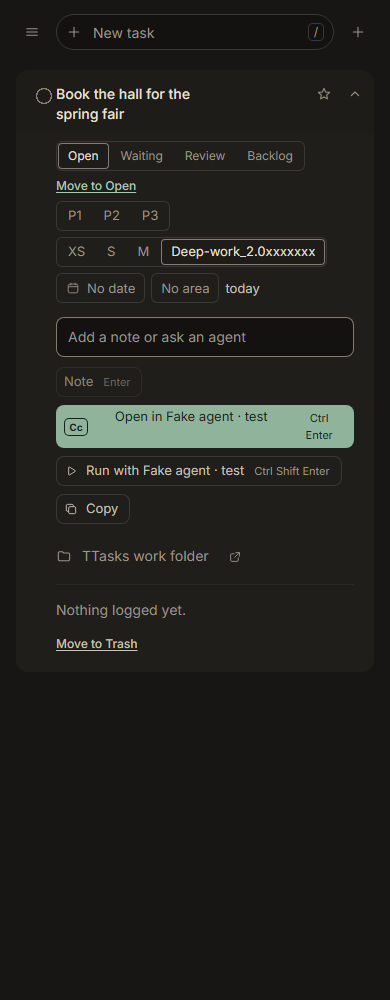 New task /
Book the hall for the
spring fair
Open Waiting Review Backlog
Move to Open
P1 P2 P3
XS S M Deep-work_2.0xxxxxxx
No date No area today
Add a note or ask an agent
Note Enter
Cc Open in Fake agent · test Ctrl
Enter
Run with Fake agent · test Ctrl Shift Enter
Copy
TTasks work folder
Nothing logged yet.
Move to Trash